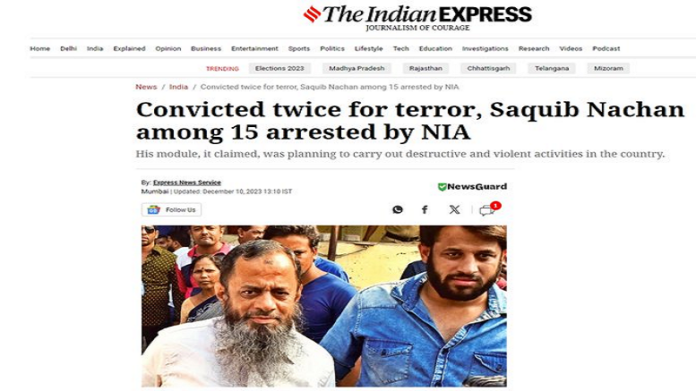 The Indian EXPRESS
JOURNALISM OF COURAGE
Home Delhi India Explained Opinion Business Entertainment Sports Politics Lifestyle Tech Education Investigations Research Videos Podcast
TRENDING Elections 2023 Madhya Pradesh Rajasthan Chhattisgarh Telangana Mizoram
News / India / Convicted twice for terror, Saquib Nachan among 15 arrested by NIA
Convicted twice for terror, Saquib Nachan
among 15 arrested by NIA
His module, it claimed, was planning to carry out destructive and violent activities in the country.
By: Express News Service
Mumbai | Updated: December 10, 2023 13:10 IST
NewsGuard
Follow Us
1